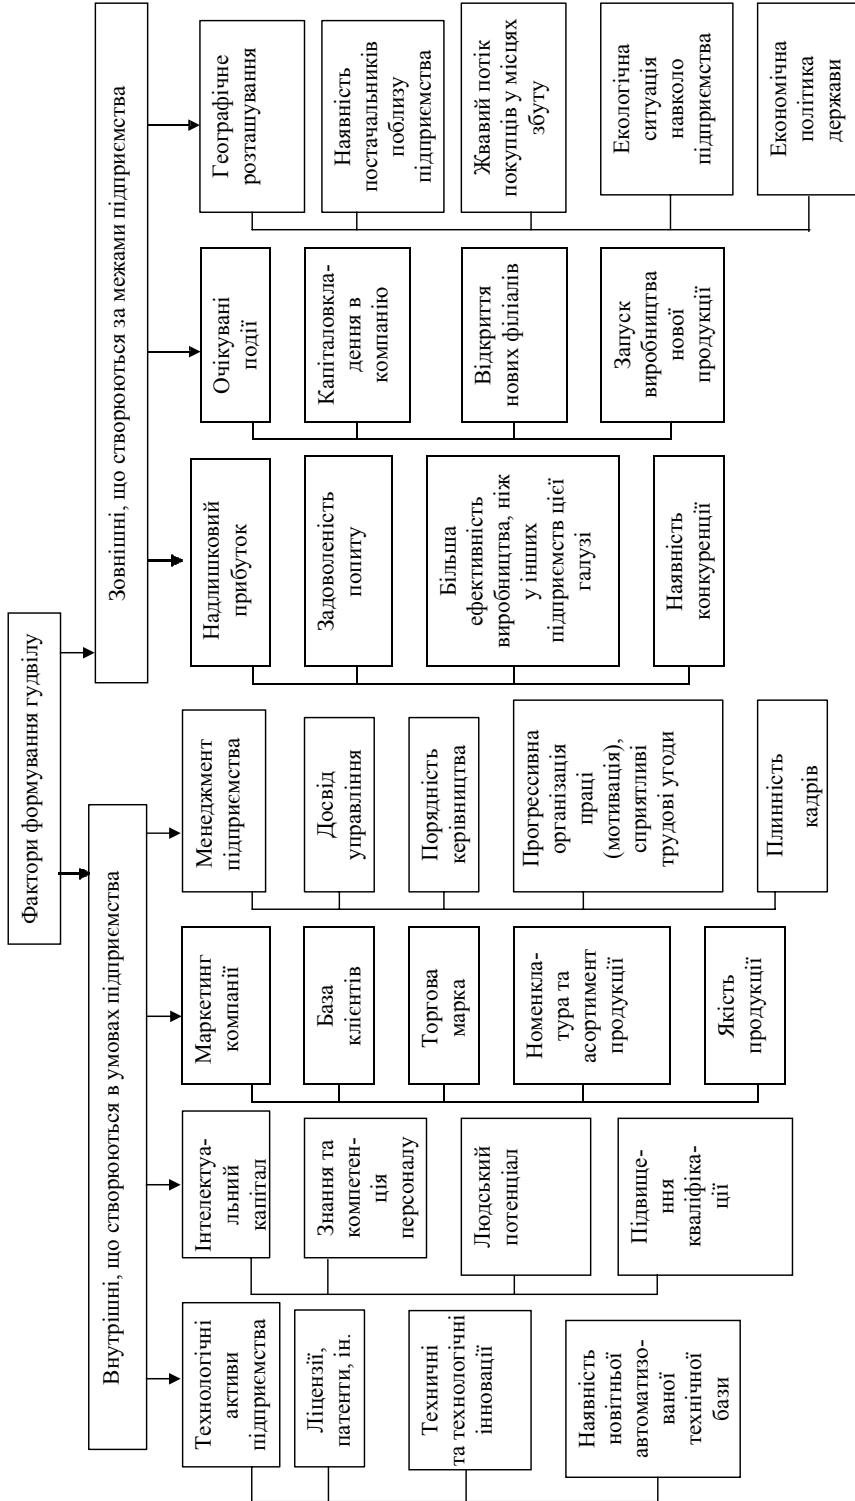 Фактори формування гудвілу
Внутрішні, що створюються в умовах підприємства
Технологічні
активи
підприємства
Ліцензії,
патенти, ін.
Техничні
та технологічні
інновації
Наявність
новітньої
автоматизо-
ваної
технічної
бази
Інтелектуа-
льний
капітал
Знання та
компетен-
ція
персоналу
Людський
потенціал
Підвище-
ння
кваліфіка-
ції
Маркетинг
компанії
База
клієнтів
Торгова
марка
Номенкла-
тура та
асортимент
продукції
Якість
продукції
Менеджмент
підприємства
Досвід
управління
Порядність
керівництва
Прогрессивна
організація
праці
(мотивація),
сприятливі
трудові угоди
Плинність
кадрів
Зовнішні, що створюються за межами підприємства
Надлишковий
прибуток
Задоволеність
попиту
Більша
ефективність
виробництва, ніж
у інших
підприємств цієї
галузі
Наявність
конкуренції
Очікувані
події
Капіталовкла-
дення в
компанію
Відкриття
нових філіалів
Запуск
виробництва
нової
продукції
Географічне
розташування
Наявність
постачальників
поблизу
підприємства
Жвавий потік
покупців у місцях
збуту
Екологічна
ситуація
навколо
підприємства
Економічна
політика
держави